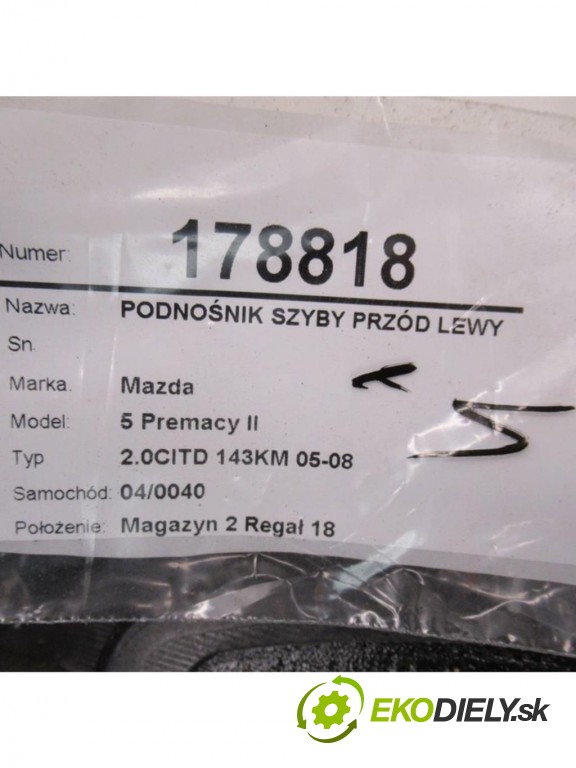 Numer: 178818
Nazwa: PODNOŚNIK SZYBY PRZÓD LEWY
Sn.
Marka. Mazda
Model: 5 Premacy II
Typ 2.0CITD 143KM 05-08
Samochód: 04/0040
Położenie: Magazyn 2 Regał 18
EKODIELY.sk